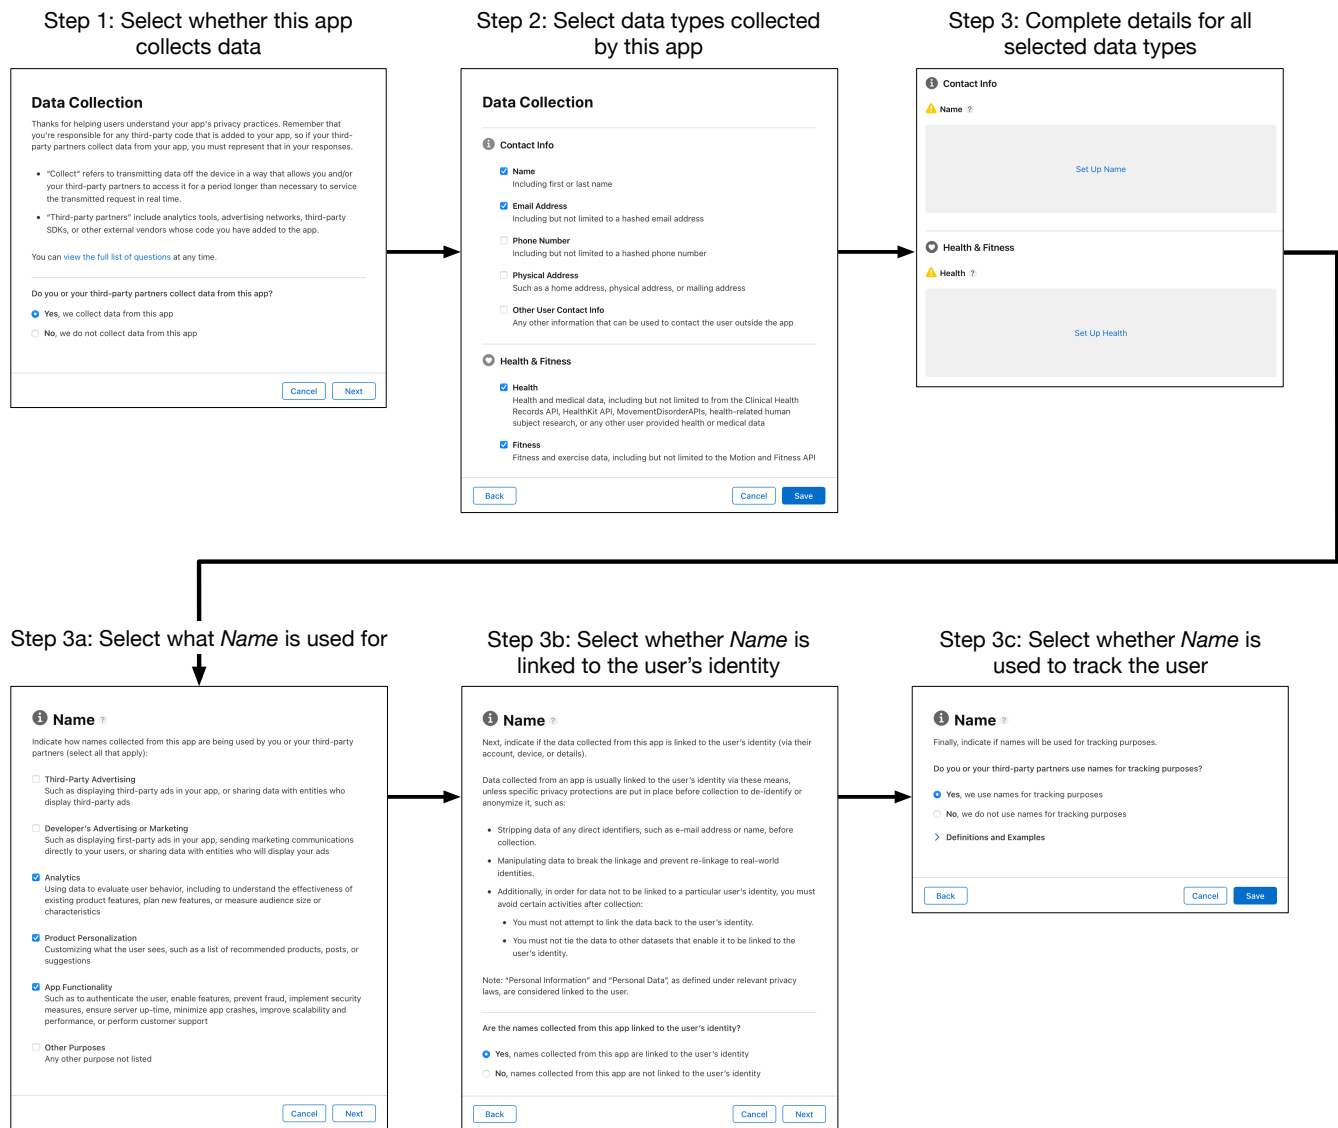 Step 1: Select whether this app
collects data
Data Collection
Thanks for helping users understand your app's privacy practices. Remember that
you're responsible for any third-party code that is added to your app, so if your third-
party partners collect data from your app, you must represent that in your responses.
• "Collect" refers to transmitting data off the device in a way that allows you and/or
your third-party partners to access it for a period longer than necessary to service
the transmitted request in real time.
• "Third-party partners" include analytics tools, advertising networks, third-party
SDKs, or other external vendors whose code you have added to the app.
You can view the full list of questions at any time.
Do you or your third-party partners collect data from this app?
Yes, we collect data from this app
No, we do not collect data from this app
Cancel
Next
Step 2: Select data types collected
by this app
Data Collection
Contact Info
Name
Including first or last name
Email Address
Including but not limited to a hashed email address
Phone Number
Including but not limited to a hashed phone number
Physical Address
Such as a home address, physical address, or mailing address
Other User Contact Info
Any other information that can be used to contact the user outside the app
Health & Fitness
Health
Health and medical data, including but not limited to from the Clinical Health
Records API, HealthKit API, MovementDisorderAPIs, health-related human
subject research, or any other user provided health or medical data
Fitness
Fitness and exercise data, including but not limited to the Motion and Fitness API
Back
Cancel
Save
Step 3: Complete details for all
selected data types
Contact Info
Name ?
Set Up Name
Health & Fitness
Health ?
Set Up Health
Step 3a: Select what Name is used for
Name ?
Indicate how names collected from this app are being used by you or your third-party
partners (select all that apply):
Third-Party Advertising
Such as displaying third-party ads in your app, or sharing data with entities who
display third-party ads
Developer's Advertising or Marketing
Such as displaying first-party ads in your app, sending marketing communications
directly to your users, or sharing data with entities who will display your ads
Analytics
Using data to evaluate user behavior, including to understand the effectiveness of
existing product features, plan new features, or measure audience size or
characteristics
Product Personalization
Customizing what the user sees, such as a list of recommended products, posts, or
suggestions
App Functionality
Such as to authenticate the user, enable features, prevent fraud, implement security
measures, ensure server up-time, minimize app crashes, improve scalability and
performance, or perform customer support
Other Purposes
Any other purpose not listed
Cancel
Next
Step 3b: Select whether Name is
linked to the user's identity
Name ?
Next, indicate if the data collected from this app is linked to the user's identity (via their
account, device, or details).
Data collected from an app is usually linked to the user's identity via these means,
unless specific privacy protections are put in place before collection to de-identify or
anonymize it, such as:
• Stripping data of any direct identifiers, such as e-mail address or name, before
collection.
• Manipulating data to break the linkage and prevent re-linkage to real-world
identities.
• Additionally, in order for data not to be linked to a particular user's identity, you must
avoid certain activities after collection:
• You must not attempt to link the data back to the user's identity.
• You must not tie the data to other datasets that enable it to be linked to the
user's identity.
Note: "Personal Information" and "Personal Data", as defined under relevant privacy
laws, are considered linked to the user.
Are the names collected from this app linked to the user's identity?
Yes, names collected from this app are linked to the user's identity
No, names collected from this app are not linked to the user's identity
Back
Cancel
Next
Step 3c: Select whether Name is
used to track the user
Name ?
Finally, indicate if names will be used for tracking purposes.
Do you or your third-party partners use names for tracking purposes?
Yes, we use names for tracking purposes
No, we do not use names for tracking purposes
> Definitions and Examples
Back
Cancel
Save